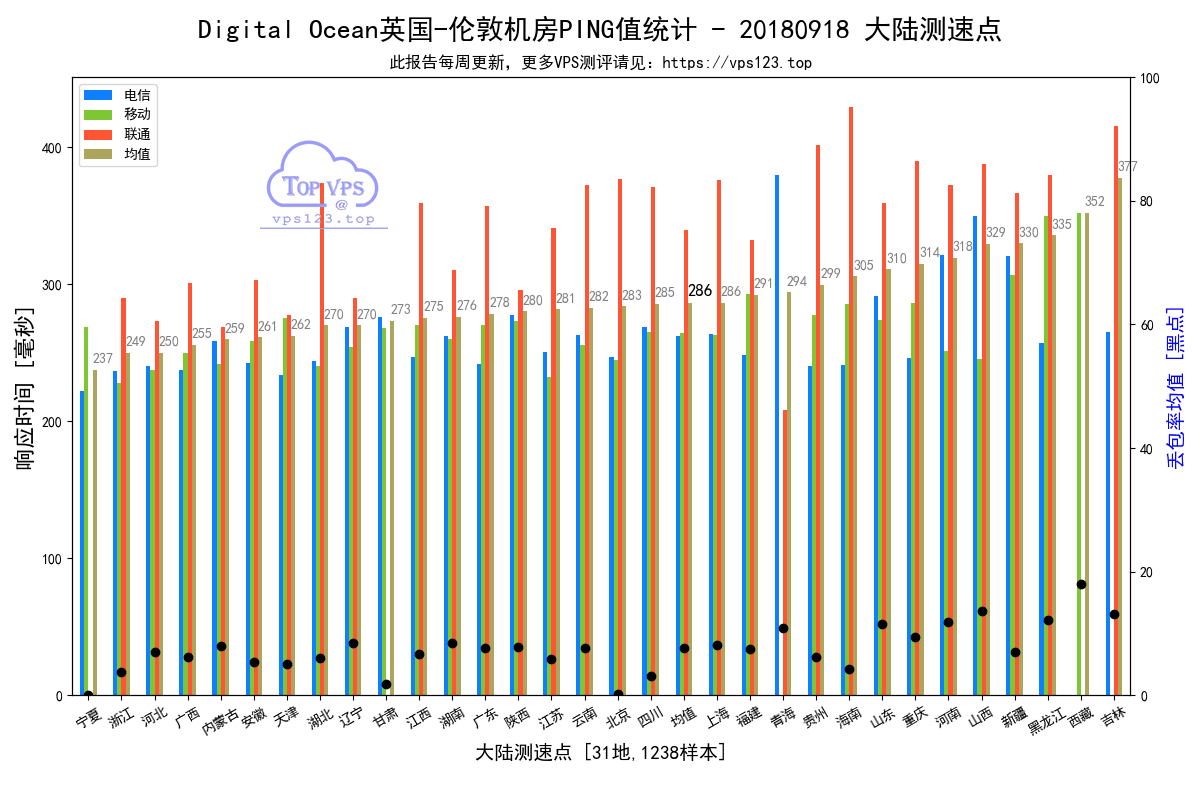 Digital Ocean英国-伦敦机房PING值统计 - 20180918 大陆测速点
此报告每周更新，更多VPS测评请见：https://vps123.top
电信
移动
联通
均值
TOP VPS
@
vps123.top
响应时间 [毫秒]
0
100
200
300
400
237
249
250
255
259
261
262
270
270
273
275
276
278
280
281
282
283
285
286
286
291
294
299
305
310
314
318
329
330
335
352
377
0
20
40
60
80
100
丢包率均值 [黑点]
宁夏
浙江
河北
广西
内蒙古
安徽
天津
湖北
辽宁
甘肃
江西
湖南
广东
陕西
江苏
云南
北京
四川
均值
上海
福建
青海
贵州
海南
山东
重庆
河南
山西
新疆
黑龙江
西藏
吉林
大陆测速点 [31地,1238样本]